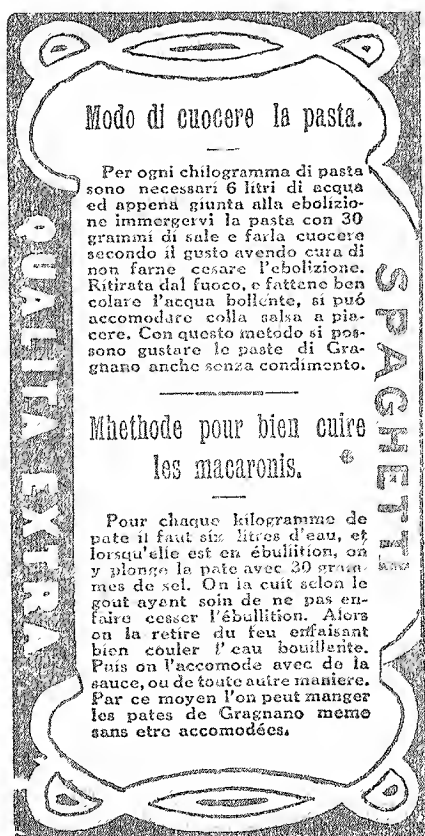 Modo di cuocere la pasta.
Per ogni chilogramma di pasta
sono necessari 6 litri di acqua
ed appena giunta alla ebolizio-
ne immergervi la pasta con 30
grammi di sale e farla cuocere
secondo il gusto avendo cura di
non farne cesare l'ebolizione.
Ritirata dal fuoco, e fattene ben
colare l'acqua bollente, si puó
accomodare colla salsa a pia-
cere. Con questo metodo si pos-
sono gustare le paste di Gra-
gnano anche senza condimento.
Mhethode pour bien cuire
les macaronis.
Pour chaque kilogramme de
pate il faut six litres d'eau, et
lorsqu'elle est en ébullition, on
y plonge la pate avec 30 gram-
mes de sel. On la cuit selon le
gout ayant soin de ne pas en-
faire cesser l'ébullition. Alors
on la retire du feu enfaisant
bien couler l'eau bouillente.
Puis on l'accomode avec de la
sauce, ou de toute autre maniere.
Par ce moyen l'on peut manger
les pates de Gragnano meme
sans etre accomodées.
QUALITA EXTRA
SPAGHETTI